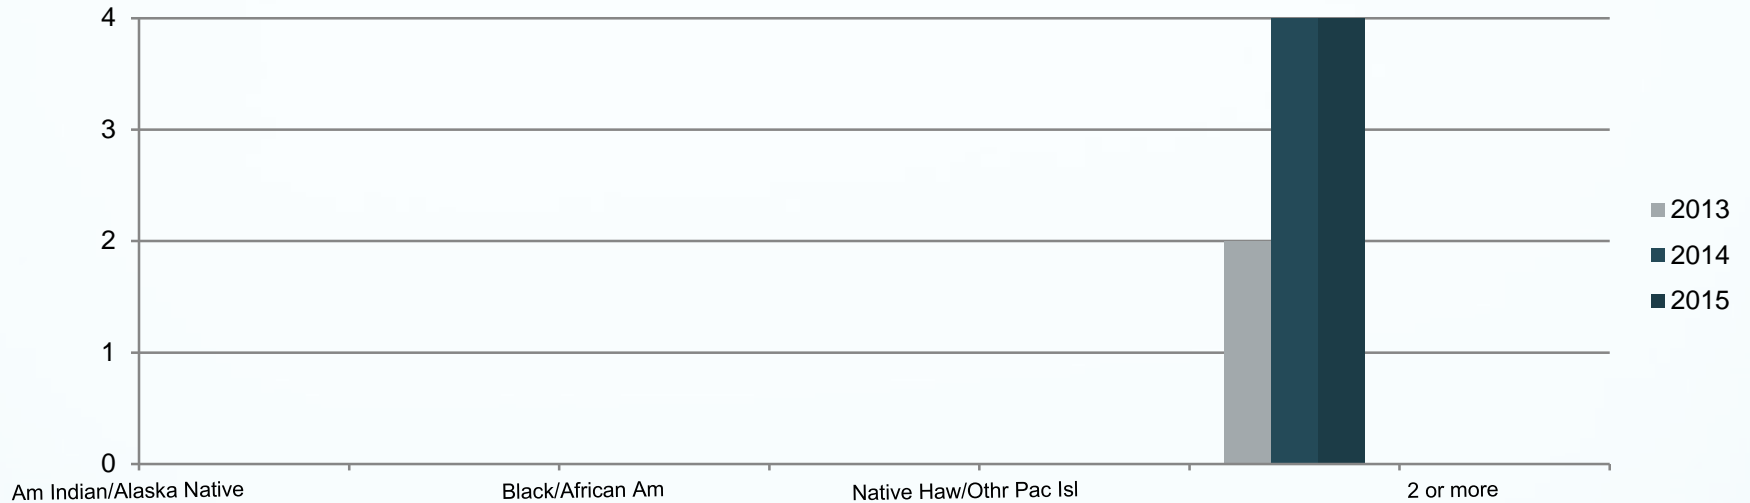 4
3
2
1
0
Am Indian/Alaska Native
Black/African Am
Native Haw/Othr Pac Isl
2 or more
2013
2014
2015